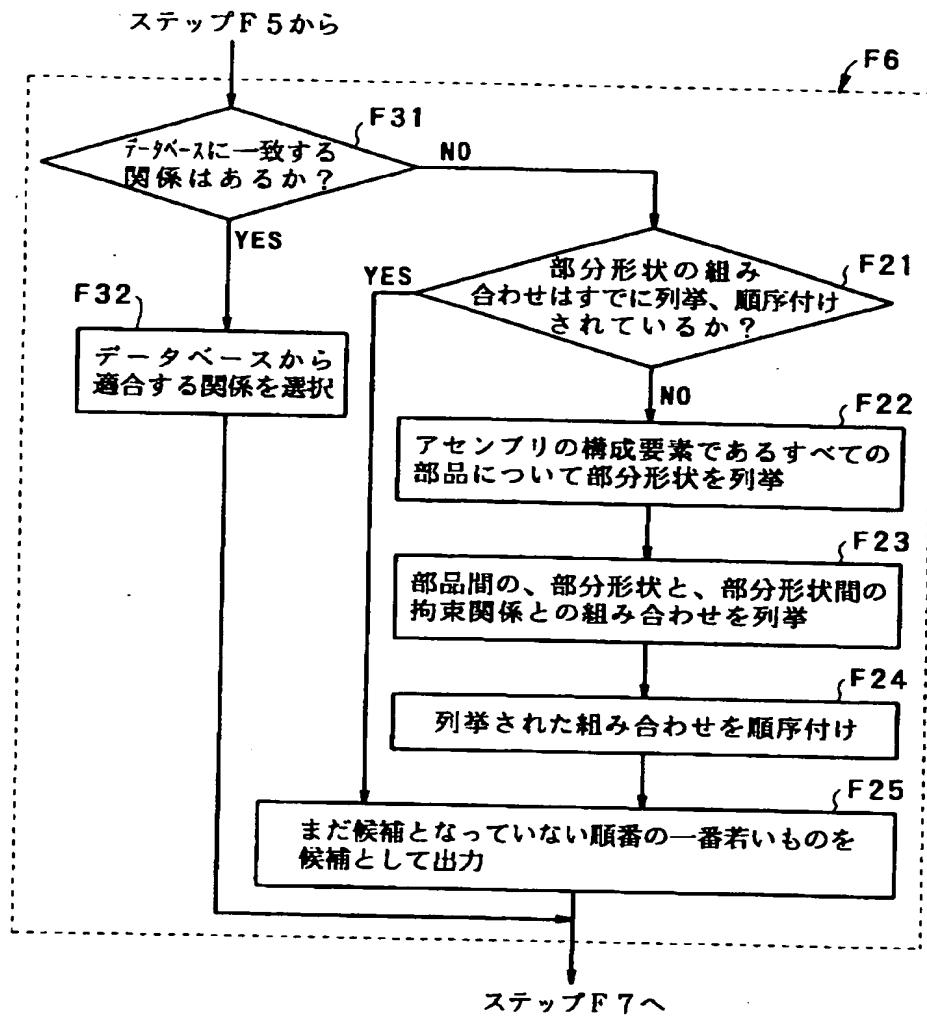 ステップF5から
F6
F31
データベースに一致する
関係はあるか?
NO
YES
F21
部分形状の組み
合わせはすでに列挙、順序付け
されているか?
YES
F32
データベースから
適合する関係を選択
NO
F22
アセンブリの構成要素であるすべての
部品について部分形状を列挙
F23
部品間の、部分形状と、部分形状間の
拘束関係との組み合わせを列挙
F24
列挙された組み合わせを順序付け
F25
まだ候補となっていない順番の一番若いものを
候補として出力
ステップF7へ